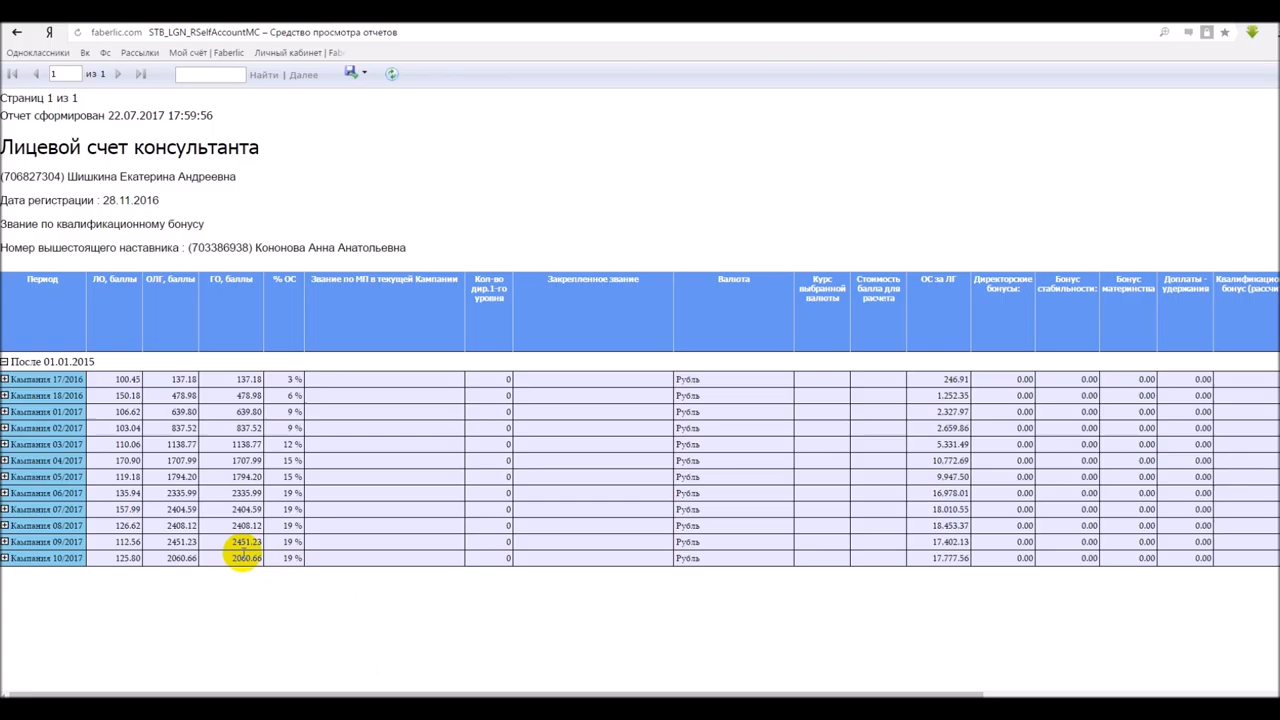 Я faberlic.com STB_LGN_RSelfAccountMC – Средство просмотра отчетов
Одноклассники Вк Фс Рассылки Мой счёт | Faberlic Личный кабинет | Fab
1 из 1 Найти | Далее
Страниц 1 из 1
Отчет сформирован 22.07.2017 17:59:56
Лицевой счет консультанта
(706827304) Шишкина Екатерина Андреевна
Дата регистрации : 28.11.2016
Звание по квалификационному бонусу
Номер вышестоящего наставника : (703386938) Кононова Анна Анатольевна
Период ЛО, баллы ОЛГ, баллы ГО, баллы % ОС Звание по МП в текущей Кампании Кол-во дир.1-го уровня Закрепленное звание Валюта Курс выбранной валюты Стоимость балла для расчета ОС за ЛГ Директорские бонусы: Бонус стабильности: Бонус материнства Доплаты - удержания Квалификацио бонус (рассчи
После 01.01.2015
Кампания 17/2016 100.45 137.18 137.18 3 % 0 Рубль 246.91 0.00 0.00 0.00 0.00
Кампания 18/2016 150.18 478.98 478.98 6 % 0 Рубль 1.252.35 0.00 0.00 0.00 0.00
Кампания 01/2017 106.62 639.80 639.80 9 % 0 Рубль 2.327.97 0.00 0.00 0.00 0.00
Кампания 02/2017 103.04 837.52 837.52 9 % 0 Рубль 2.659.86 0.00 0.00 0.00 0.00
Кампания 03/2017 110.06 1138.77 1138.77 12 % 0 Рубль 5.331.49 0.00 0.00 0.00 0.00
Кампания 04/2017 170.90 1707.99 1707.99 15 % 0 Рубль 10.772.69 0.00 0.00 0.00 0.00
Кампания 05/2017 119.18 1794.20 1794.20 15 % 0 Рубль 9.947.50 0.00 0.00 0.00 0.00
Кампания 06/2017 135.94 2335.99 2335.99 19 % 0 Рубль 16.978.01 0.00 0.00 0.00 0.00
Кампания 07/2017 157.99 2404.59 2404.59 19 % 0 Рубль 18.010.55 0.00 0.00 0.00 0.00
Кампания 08/2017 126.62 2408.12 2408.12 19 % 0 Рубль 18.453.37 0.00 0.00 0.00 0.00
Кампания 09/2017 112.56 2451.23 2451.23 19 % 0 Рубль 17.402.13 0.00 0.00 0.00 0.00
Кампания 10/2017 125.80 2060.66 2060.66 19 % 0 Рубль 17.777.56 0.00 0.00 0.00 0.00